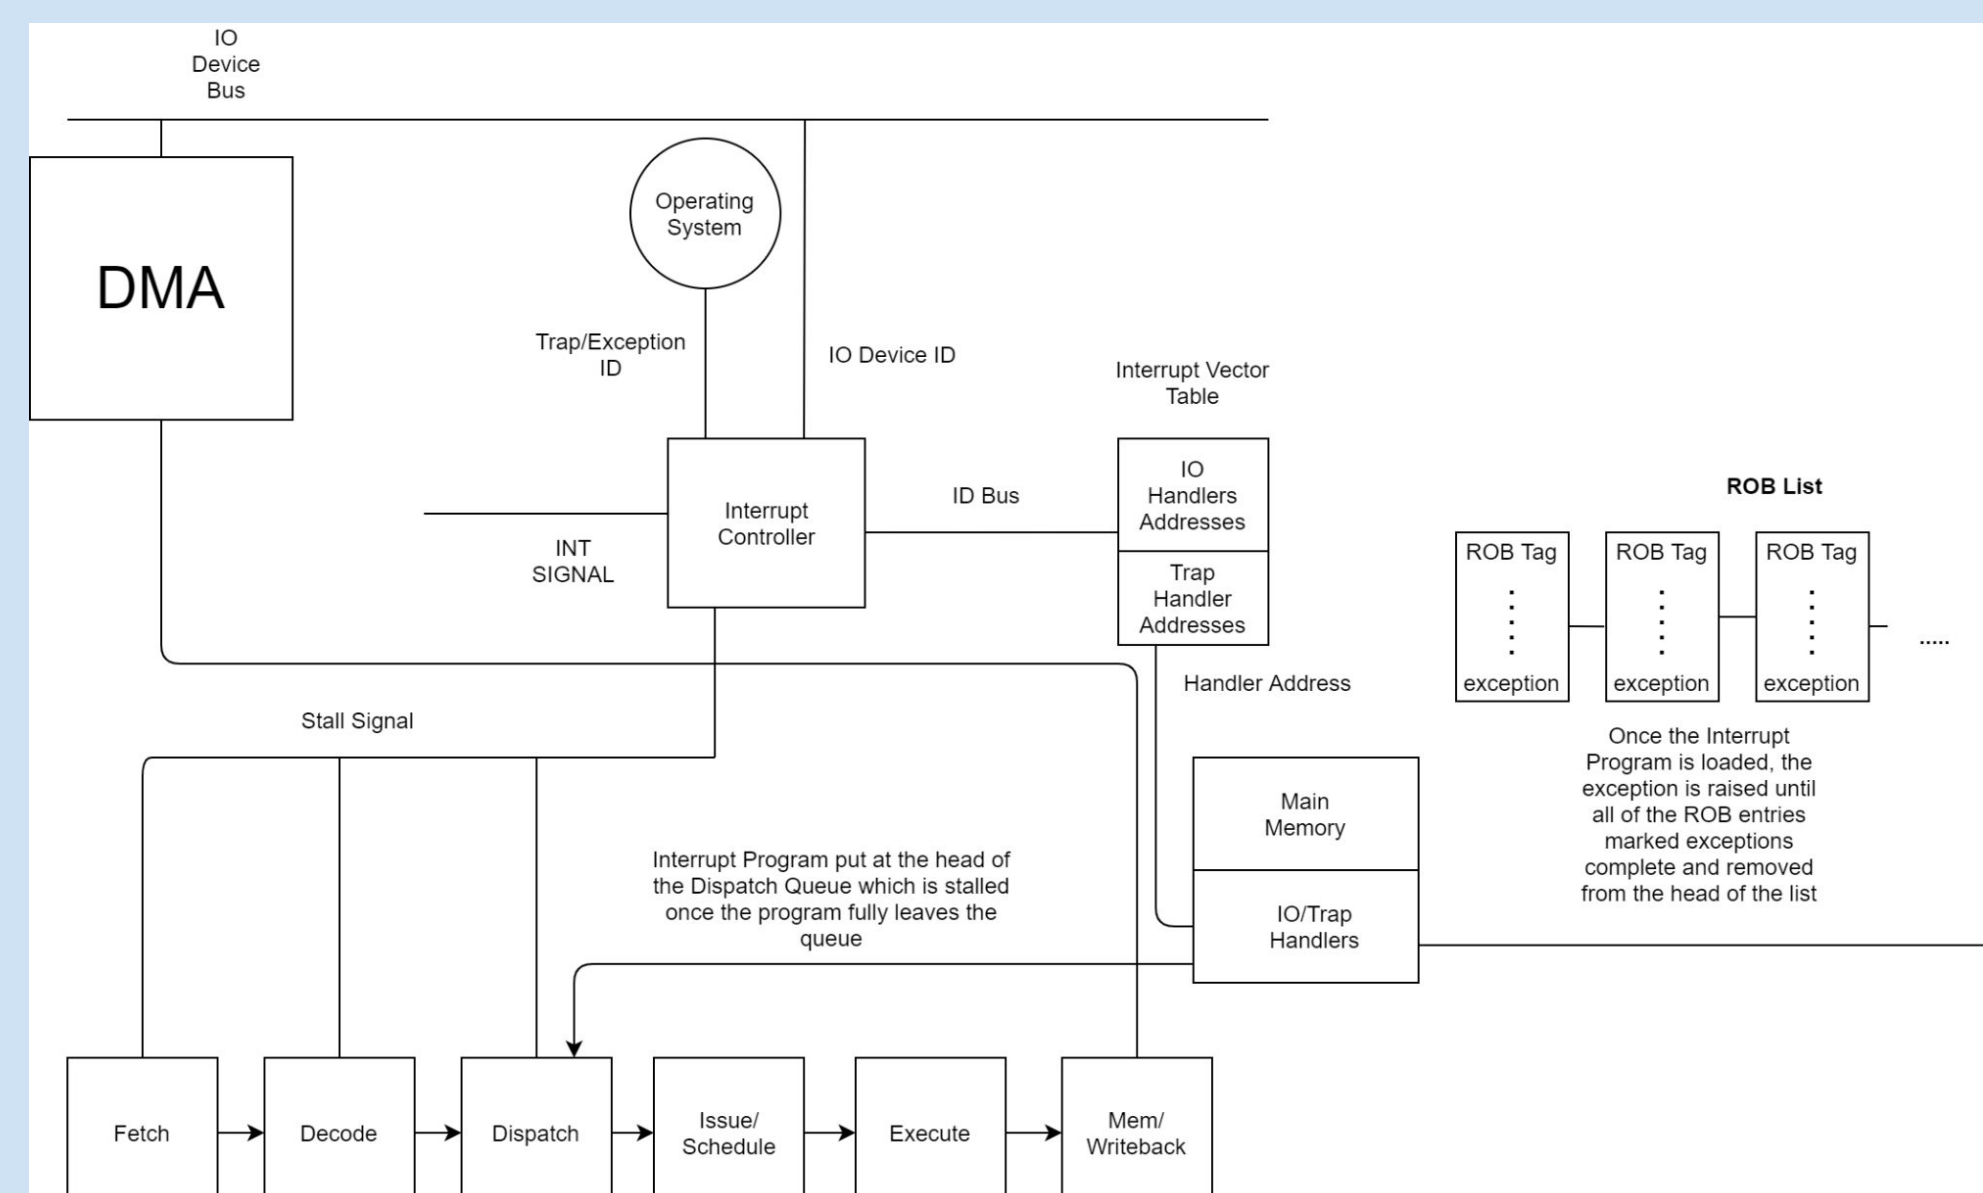 IO
Device
Bus
DMA
Operating
System
Trap/Exception
ID
IO Device ID
Interrupt Vector
Table
INT
SIGNAL
Interrupt
Controller
ID Bus
IO
Handlers
Addresses
Trap
Handler
Addresses
ROB List
ROB Tag
exception
ROB Tag
exception
ROB Tag
exception
.....
Handler Address
Stall Signal
Once the Interrupt
Program is loaded, the
exception is raised until
all of the ROB entries
marked exceptions
complete and removed
from the head of the list
Main
Memory
IO/Trap
Handlers
Interrupt Program put at the head of
the Dispatch Queue which is stalled
once the program fully leaves the
queue
Fetch
Decode
Dispatch
Issue/
Schedule
Execute
Mem/
Writeback